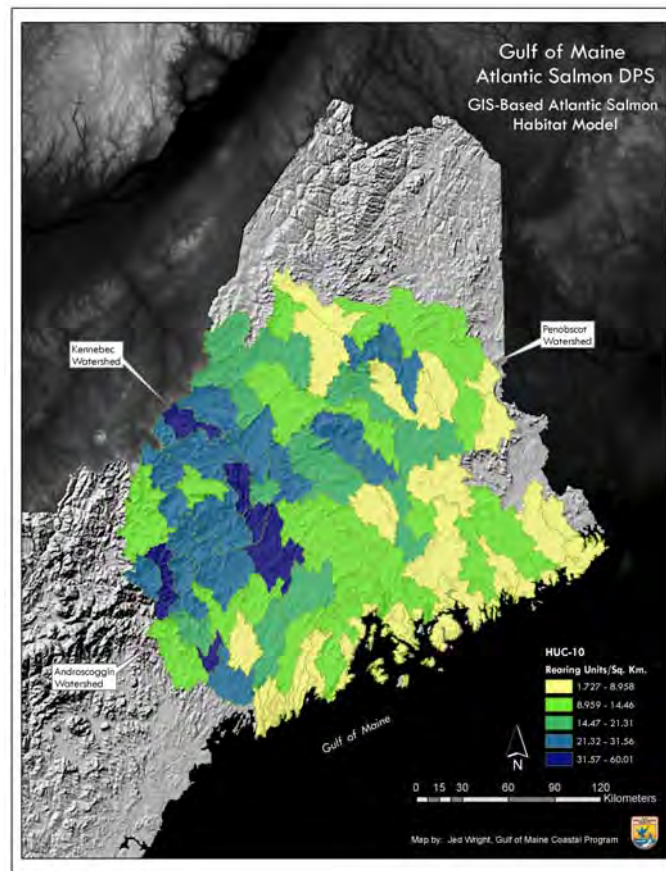 Gulf of Maine
Atlantic Salmon DPS
GIS-Based Atlantic Salmon
Habitat Model
Kennebec
Watershed
Penobscot
Watershed
Androscoggin
Watershed
Gulf of Maine
HUC-10
Rearing Units/Sq. Km.
1.727 - 8.958
8.959 - 14.46
14.47 - 21.31
21.32 - 31.56
31.57 - 60.01
N
0 15 30 60 90 120
Kilometers
Map by: Jed Wright, Gulf of Maine Coastal Program